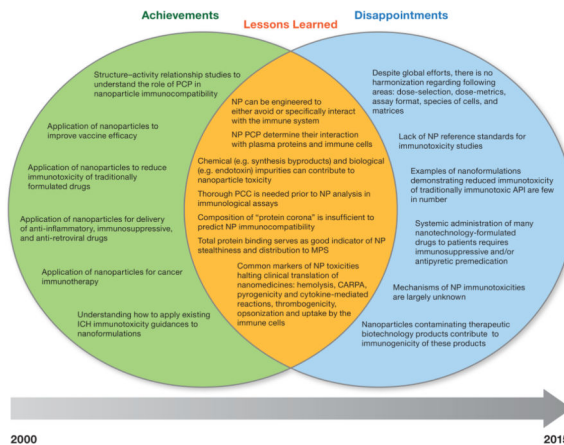 Achievements
Lessons Learned
Disappointments
Structure–activity relationship studies to
understand the role of PCP in
nanoparticle immunocompatibility
Application of nanoparticles to
improve vaccine efficacy
Application of nanoparticles to reduce
immunotoxicity of traditionally
formulated drugs
Application of nanoparticles for delivery
of anti-inflammatory, immunosuppressive,
and anti-retroviral drugs
Application of nanoparticles for cancer
immunotherapy
Understanding how to apply existing
ICH immunotoxicity guidances to
nanoformulations
NP can be engineered to
either avoid or specifically interact
with the immune system
NP PCP determine their interaction
with plasma proteins and immune cells
Chemical (e.g. synthesis byproducts) and biological
(e.g. endotoxin) impurities can contribute to
nanoparticle toxicity
Thorough PCC is needed prior to NP analysis in
immunological assays
Composition of “protein corona” is insufficient to
predict NP immunocompatibility
Total protein binding serves as good indicator of NP
stealthiness and distribution to MPS
Common markers of NP toxicities
halting clinical translation of
nanomedicines: hemolysis, CARPA,
pyrogenicity and cytokine-mediated
reactions, thrombogenicity,
opsonization and uptake by the
immune cells
Despite global efforts, there is no
harmonization regarding following
areas: dose-selection, dose-metrics,
assay format, species of cells, and
matrices
Lack of NP reference standards for
immunotoxicity studies
Examples of nanoformulations
demonstrating reduced immunotoxicity
of traditionally immunotoxic API are few
in number
Systemic administration of many
nanotechnology-formulated
drugs to patients requires
immunosuppressive and/or
antipyretic premedication
Mechanisms of NP immunotoxicities
are largely unknown
Nanoparticles contaminating therapeutic
biotechnology products contribute to
immunogenicity of these products
2000
2015